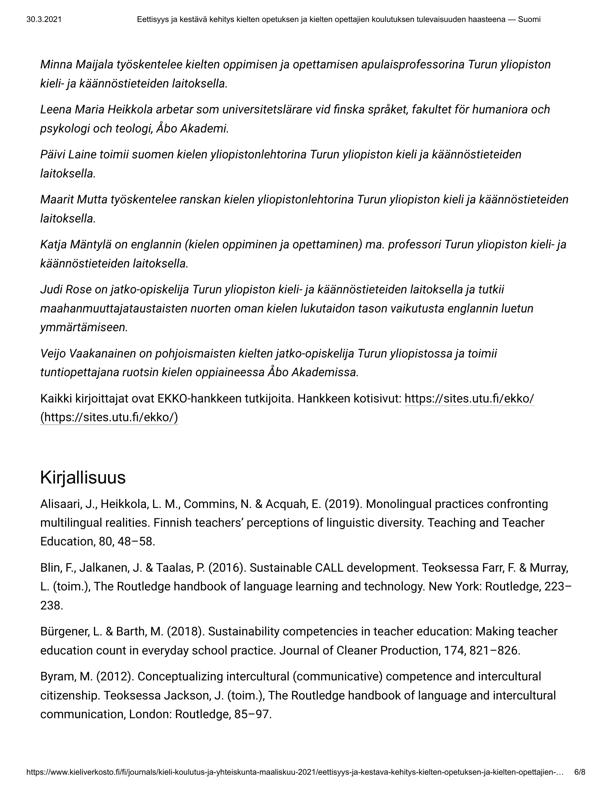 30.3.2021 Eettisyys ja kestävä kehitys kielten opetuksen ja kielten opettajien koulutuksen tulevaisuuden haasteena — Suomi
Minna Maijala työskentelee kielten oppimisen ja opettamisen apulaisprofessorina Turun yliopiston
kieli- ja käännöstieteiden laitoksella.
Leena Maria Heikkola arbetar som universitetslärare vid finska språket, fakultet för humaniora och
psykologi och teologi, Åbo Akademi.
Päivi Laine toimii suomen kielen yliopistonlehtorina Turun yliopiston kieli ja käännöstieteiden
laitoksella.
Maarit Mutta työskentelee ranskan kielen yliopistonlehtorina Turun yliopiston kieli ja käännöstieteiden
laitoksella.
Katja Mäntylä on englannin (kielen oppiminen ja opettaminen) ma. professori Turun yliopiston kieli- ja
käännöstieteiden laitoksella.
Judi Rose on jatko-opiskelija Turun yliopiston kieli- ja käännöstieteiden laitoksella ja tutkii
maahanmuuttajataustaisten nuorten oman kielen lukutaidon tason vaikutusta englannin luetun
ymmärtämiseen.
Veijo Vaakanainen on pohjoismaisten kielten jatko-opiskelija Turun yliopistossa ja toimii
tuntiopettajana ruotsin kielen oppiaineessa Åbo Akademissa.
Kaikki kirjoittajat ovat EKKO-hankkeen tutkijoita. Hankkeen kotisivut: https://sites.utu.fi/ekko/
(https://sites.utu.fi/ekko/)
Kirjallisuus
Alisaari, J., Heikkola, L. M., Commins, N. & Acquah, E. (2019). Monolingual practices confronting
multilingual realities. Finnish teachers’ perceptions of linguistic diversity. Teaching and Teacher
Education, 80, 48–58.
Blin, F., Jalkanen, J. & Taalas, P. (2016). Sustainable CALL development. Teoksessa Farr, F. & Murray,
L. (toim.), The Routledge handbook of language learning and technology. New York: Routledge, 223–
238.
Bürgener, L. & Barth, M. (2018). Sustainability competencies in teacher education: Making teacher
education count in everyday school practice. Journal of Cleaner Production, 174, 821–826.
Byram, M. (2012). Conceptualizing intercultural (communicative) competence and intercultural
citizenship. Teoksessa Jackson, J. (toim.), The Routledge handbook of language and intercultural
communication, London: Routledge, 85–97.
https://www.kieliverkosto.fi/fi/journals/kieli-koulutus-ja-yhteiskunta-maaliskuu-2021/eettisyys-ja-kestava-kehitys-kielten-opetuksen-ja-kielten-opettajien-… 6/8